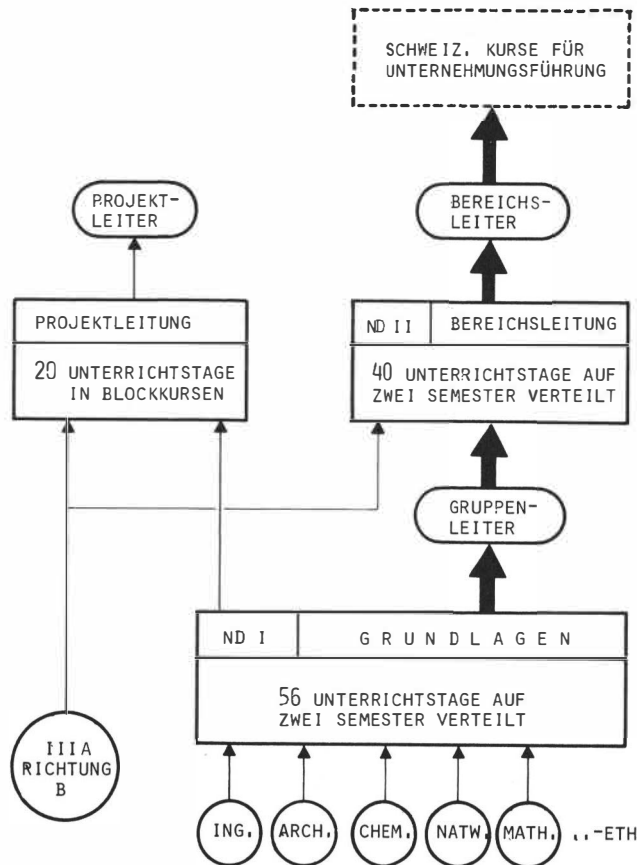 SCHWEIZ. KURSE FÜR
UNTERNEHMUNGSFÜHRUNG
PROJEKT-
LEITER
BEREICHS-
LEITER
PROJEKTLEITUNG
20 UNTERRICHTSTAGE
IN BLOCKKURSEN
ND II
BEREICHSLEITUNG
40 UNTERRICHTSTAGE AUF
ZWEI SEMESTER VERTEILT
GRUPPEN-
LEITER
ND I
GRUNDLAGEN
56 UNTERRICHTSTAGE AUF
ZWEI SEMESTER VERTEILT
IIIA
RICHTUNG
B
ING.
ARCH.
CHEM.
NATW.
MATH.
..-ETH